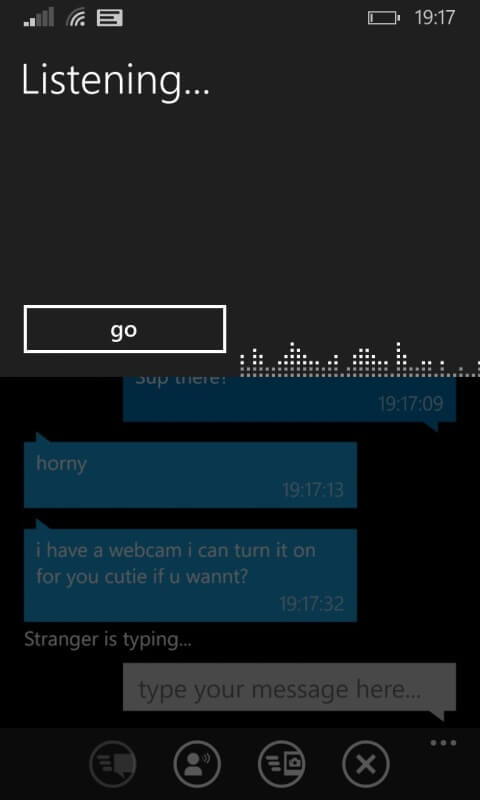 19:17
Listening...
go
Sup there?
19:17:09
horny
19:17:13
i have a webcam i can turn it on
for you cutie if u wannt?
19:17:32
Stranger is typing...
type your message here...